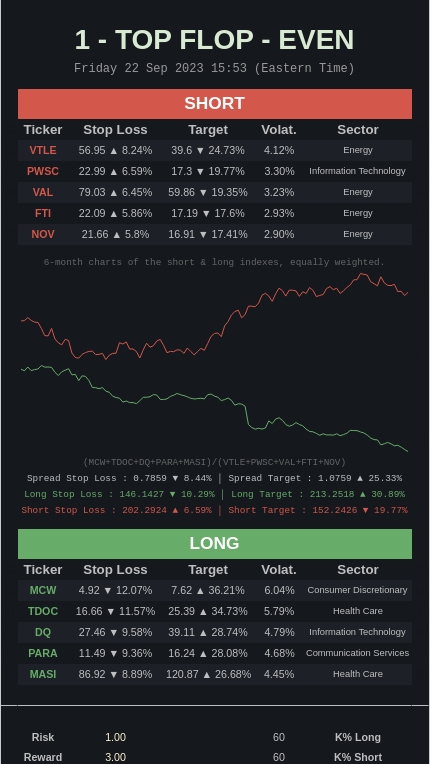 1 - TOP FLOP - EVEN
Friday 22 Sep 2023 15:53 (Eastern Time)
SHORT
Ticker Stop Loss Target Volat. Sector
VTLE 56.95 ▲ 8.24% 39.6 ▼ 24.73% 4.12% Energy
PWSC 22.99 ▲ 6.59% 17.3 ▼ 19.77% 3.30% Information Technology
VAL 79.03 ▲ 6.45% 59.86 ▼ 19.35% 3.23% Energy
FTI 22.09 ▲ 5.86% 17.19 ▼ 17.6% 2.93% Energy
NOV 21.66 ▲ 5.8% 16.91 ▼ 17.41% 2.90% Energy
6-month charts of the short & long indexes, equally weighted.
(MCW+TDOC+DQ+PARA+MASI)/(VTLE+PWSC+VAL+FTI+NOV)
Spread Stop Loss : 0.7859 ▼ 8.44% | Spread Target : 1.0759 ▲ 25.33%
Long Stop Loss : 146.1427 ▼ 10.29% | Long Target : 213.2518 ▲ 30.89%
Short Stop Loss : 202.2924 ▲ 6.59% | Short Target : 152.2426 ▼ 19.77%
LONG
Ticker Stop Loss Target Volat. Sector
MCW 4.92 ▼ 12.07% 7.62 ▲ 36.21% 6.04% Consumer Discretionary
TDOC 16.66 ▼ 11.57% 25.39 ▲ 34.73% 5.79% Health Care
DQ 27.46 ▼ 9.58% 39.11 ▲ 28.74% 4.79% Information Technology
PARA 11.49 ▼ 9.36% 16.24 ▲ 28.08% 4.68% Communication Services
MASI 86.92 ▼ 8.89% 120.87 ▲ 26.68% 4.45% Health Care
Risk 1.00 60 K% Long
Reward 3.00 60 K% Short